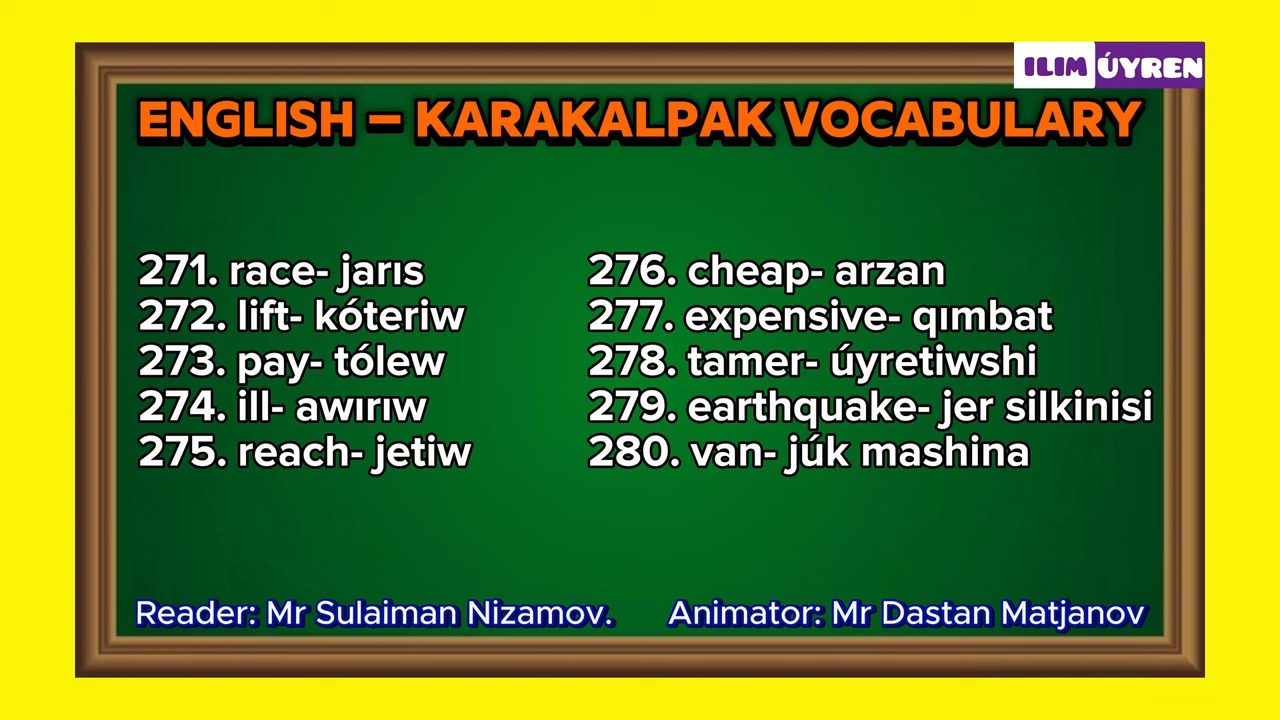 ILIM ÚYREN
ENGLISH – KARAKALPAK VOCABULARY
271. race- jarıs
272. lift- kóteriw
273. pay- tólew
274. ill- awırıw
275. reach- jetiw
276. cheap- arzan
277. expensive- qımbat
278. tamer- úyretiwshi
279. earthquake- jer silkinisi
280. van- júk mashina
Reader: Mr Sulaiman Nizamov.
Animator: Mr Dastan Matjanov